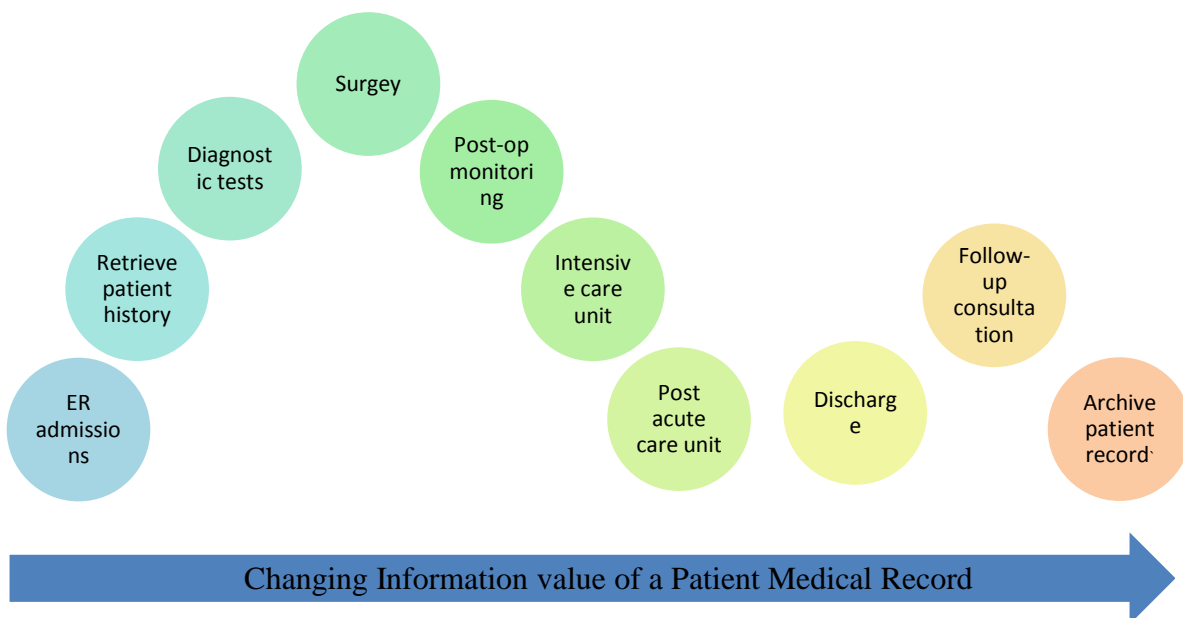 ER
admissio
ns
Retrieve
patient
history
Diagnost
ic tests
Surgey
Post-op
monitori
ng
Intensiv
e care
unit
Post
acute
care unit
Discharg
e
Follow-
up
consulta
tion
Archive
patient
record`
Changing Information value of a Patient Medical Record